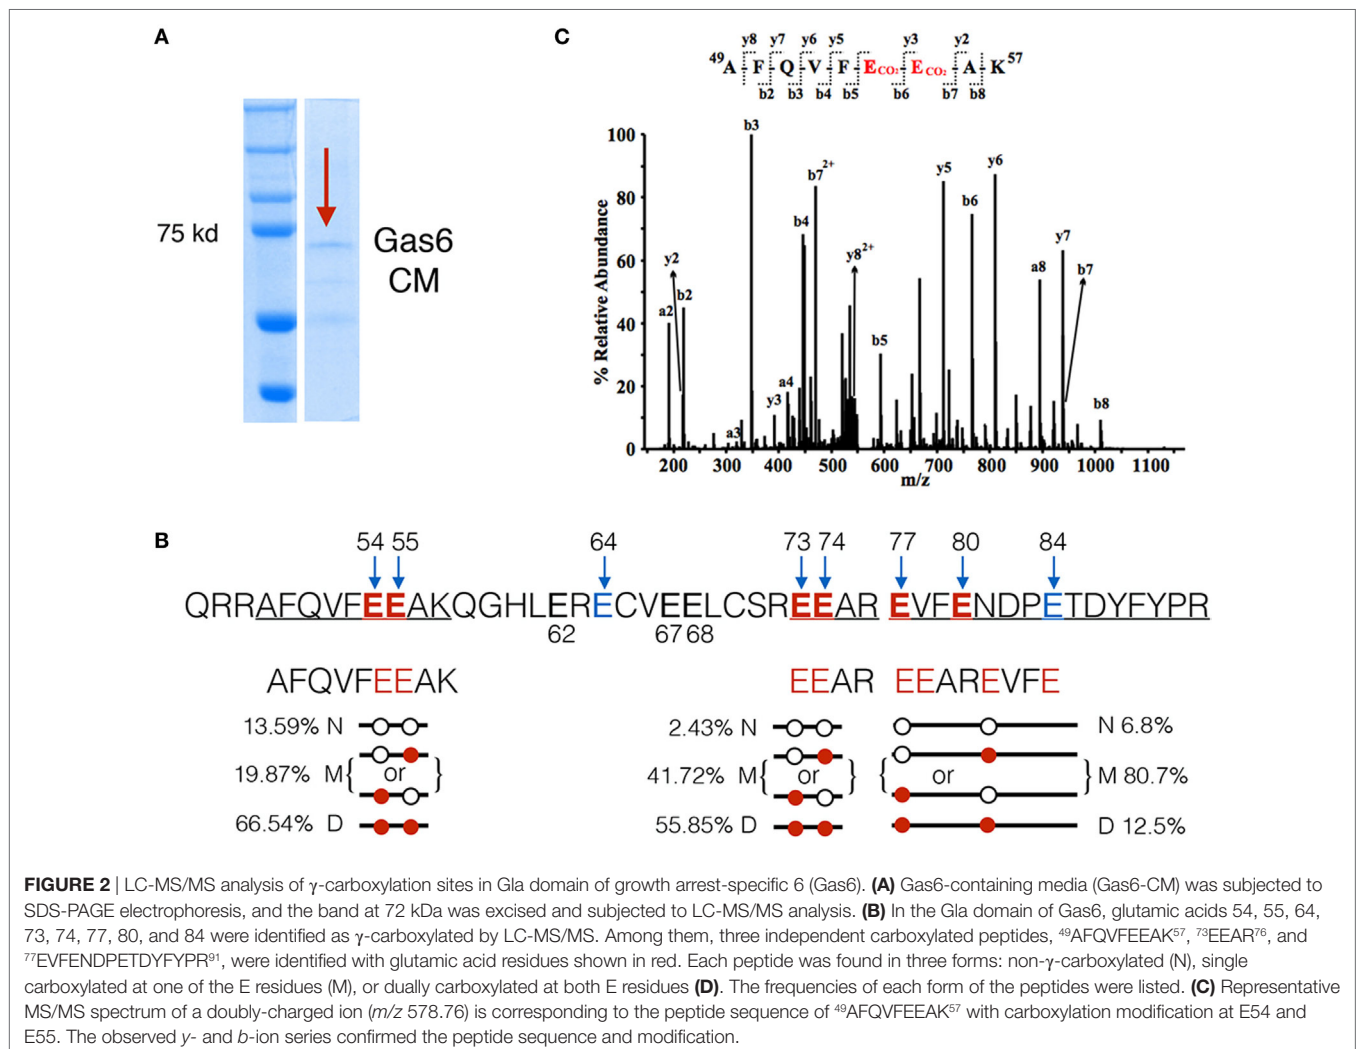 A
75 kd
Gas6
CM
C
y8 y7 y6 y5 y3 y2
⁴⁹A F Q V F E CO₂ E CO₂ A K⁵⁷
b2 b3 b4 b5 b6 b7 b8
% Relative Abundance
100
80
60
40
20
0
b3
b7²⁺
y5
y6
b6
b4
y2
y8²⁺
y7
a8
b7
b2
a2
b5
a4
y3
a3
b8
200 300 400 500 600 700 800 900 1000 1100
m/z
B
54 55 64 73 74 77 80 84
QRRAFQVFEEAKQGHLEREC​VEELCSREEAR EVFENDPETDYFYPR
62 67 68
AFQVFEEAK EEAR EEAREVFE
13.59% N 2.43% N N 6.8%
19.87% M{ or } 41.72% M{ or } { or } M 80.7%
66.54% D 55.85% D D 12.5%
FIGURE 2 | LC-MS/MS analysis of γ-carboxylation sites in Gla domain of growth arrest-specific 6 (Gas6). (A) Gas6-containing media (Gas6-CM) was subjected to
SDS-PAGE electrophoresis, and the band at 72 kDa was excised and subjected to LC-MS/MS analysis. (B) In the Gla domain of Gas6, glutamic acids 54, 55, 64,
73, 74, 77, 80, and 84 were identified as γ-carboxylated by LC-MS/MS. Among them, three independent carboxylated peptides, ⁴⁹AFQVFEEAK⁵⁷, ⁷³EEAR⁷⁶, and
⁷⁷EVFENDPETDYFYPR⁹¹, were identified with glutamic acid residues shown in red. Each peptide was found in three forms: non-γ-carboxylated (N), single
carboxylated at one of the E residues (M), or dually carboxylated at both E residues (D). The frequencies of each form of the peptides were listed. (C) Representative
MS/MS spectrum of a doubly-charged ion (m/z 578.76) is corresponding to the peptide sequence of ⁴⁹AFQVFEEAK⁵⁷ with carboxylation modification at E54 and
E55. The observed y- and b-ion series confirmed the peptide sequence and modification.